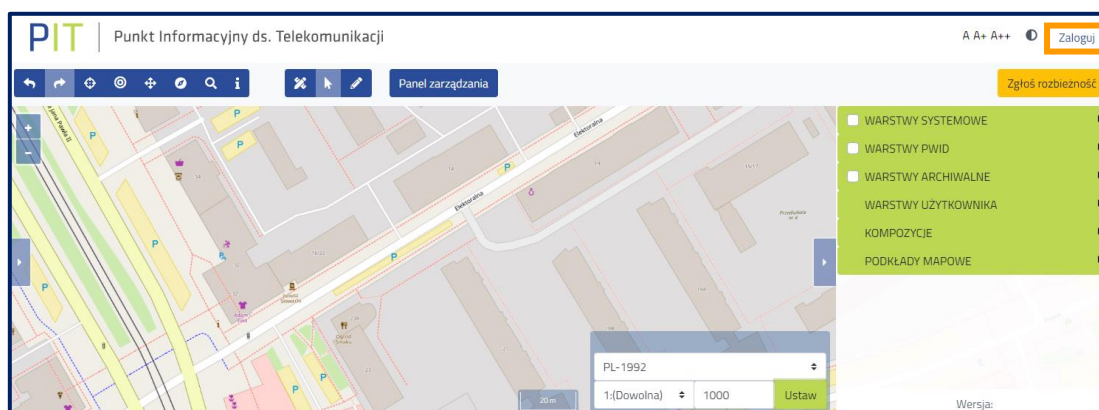 PIT | Punkt Informacyjny ds. Telekomunikacji
A A+ A++
Zaloguj
Panel zarządzania
Zgłoś rozbieżność
WARSTWY SYSTEMOWE
WARSTWY PWID
WARSTWY ARCHIWALNE
WARSTWY UŻYTKOWNIKA
KOMPOZYCJE
PODKŁADY MAPOWE
Elektoralna
Elektoralna
20 m
PL-1992
1:(Dowolna) 1000 Ustaw
Wersja: